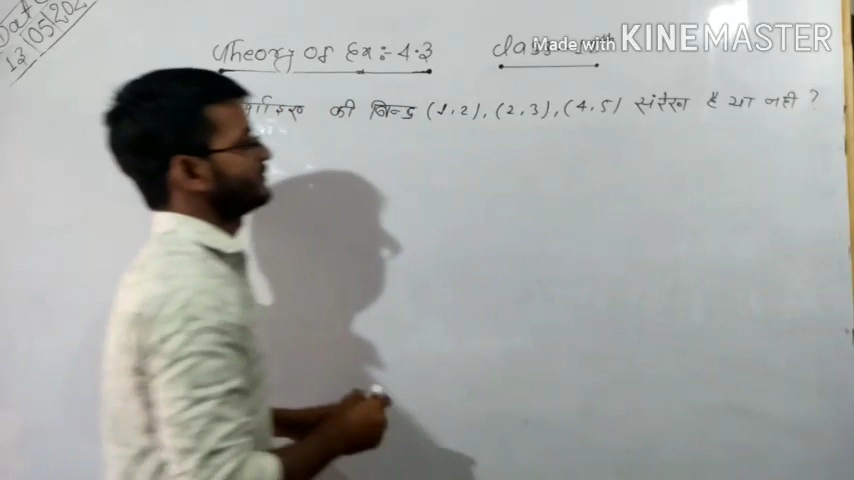 Date
13/05/202
Theory of Ex:- 4.3
Class
Made with KINEMASTER
की बिन्दु (1,2), (2,3), (4,5) संरेख है या नही ?